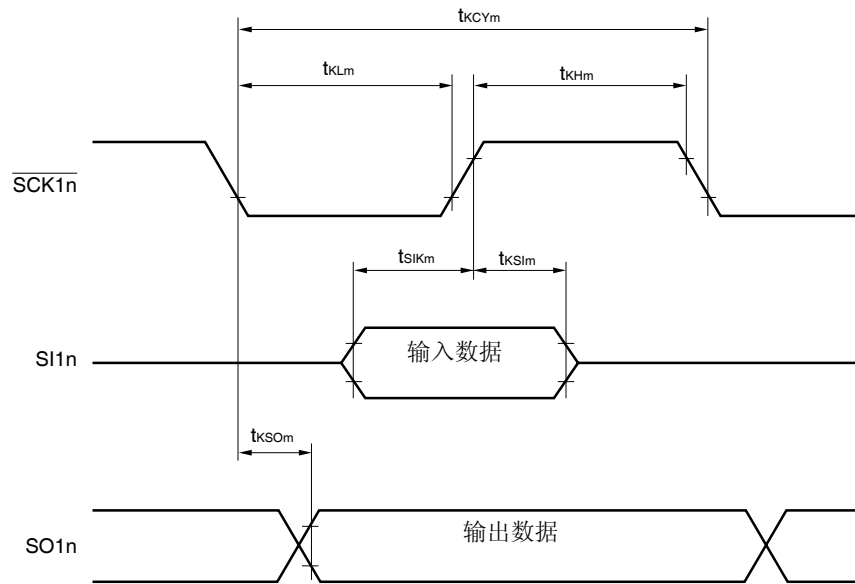 tKCYm
tKLm
tKHm
SCK1n
tSIKm
tKSIm
SI1n
输入数据
tKSOm
SO1n
输出数据